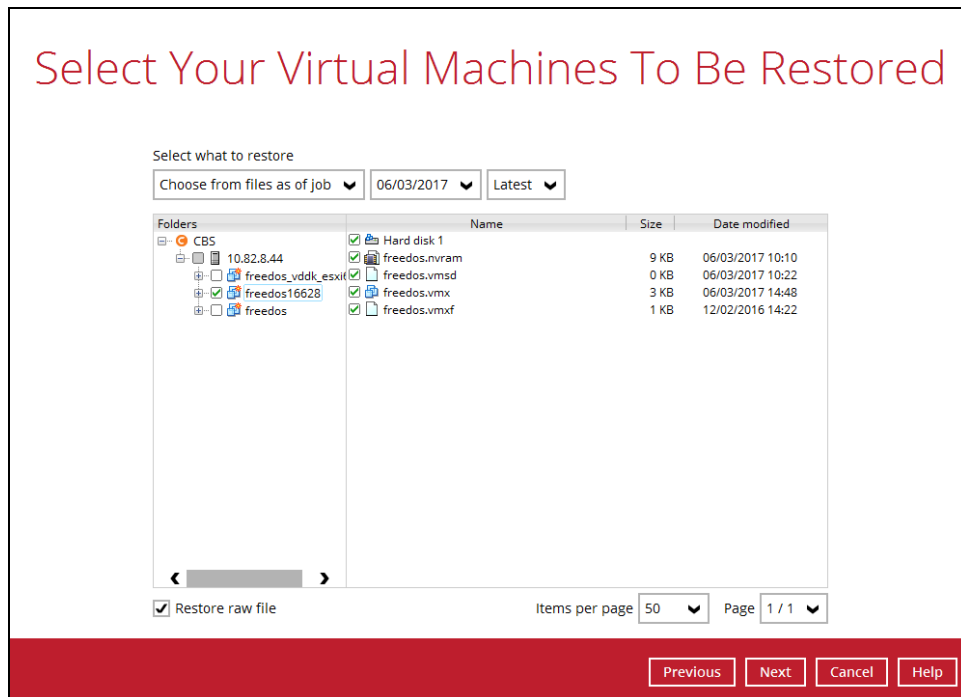 Select Your Virtual Machines To Be Restored
Select what to restore
Choose from files as of job 06/03/2017 Latest
Folders Name Size Date modified
CBS
10.82.8.44
freedos_vddk_esxi6
freedos16628
freedos
Hard disk 1
freedos.nvram 9 KB 06/03/2017 10:10
freedos.vmsd 0 KB 06/03/2017 10:22
freedos.vmx 3 KB 06/03/2017 14:48
freedos.vmxf 1 KB 12/02/2016 14:22
Restore raw file Items per page 50 Page 1 / 1
Previous Next Cancel Help